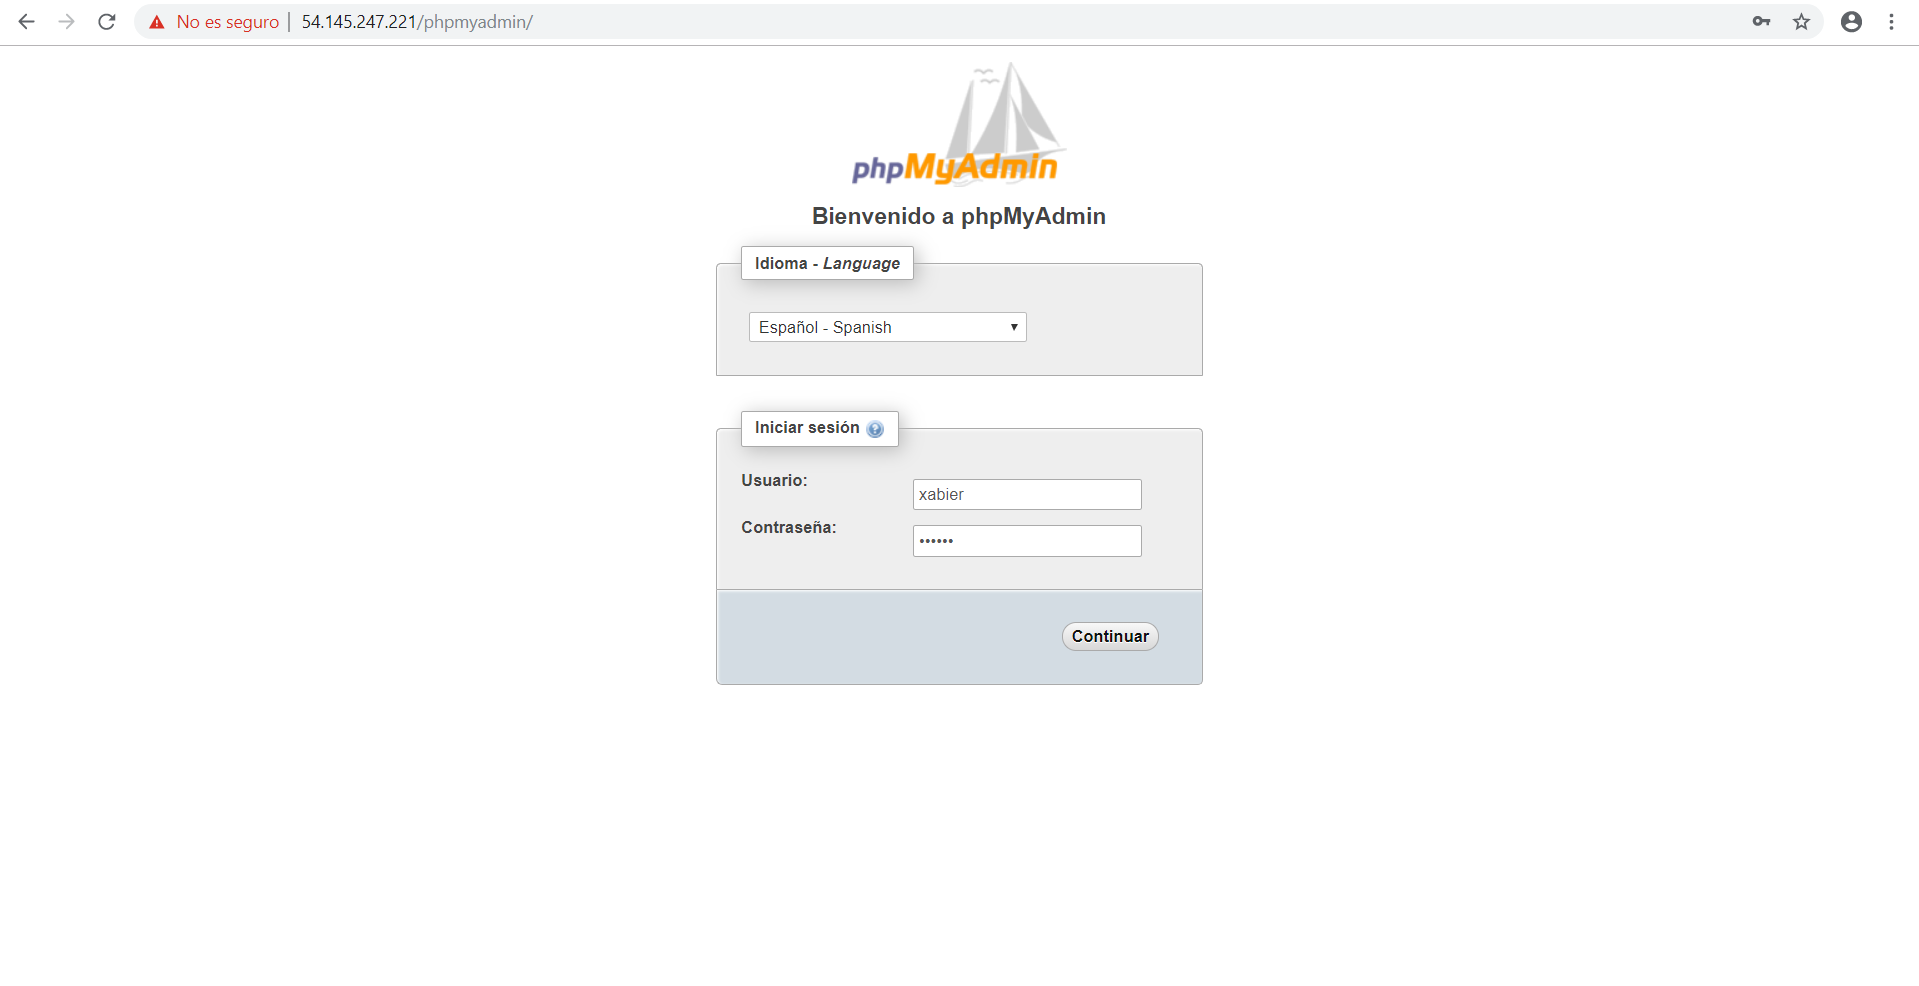 No es seguro | 54.145.247.221/phpmyadmin/
phpMyAdmin
Bienvenido a phpMyAdmin
Idioma - Language
Español - Spanish
Iniciar sesión
Usuario:
xabier
Contraseña:
••••••
Continuar